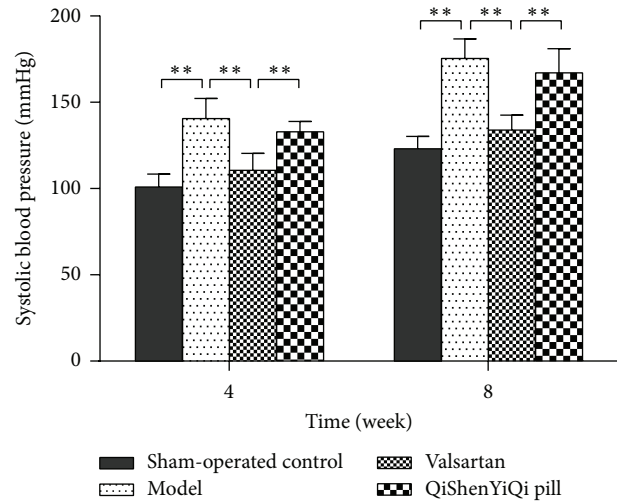 200
150
100
50
0
Systolic blood pressure (mmHg)
** ** **
** ** **
4 8
Time (week)
Sham-operated control Valsartan
Model QiShenYiQi pill